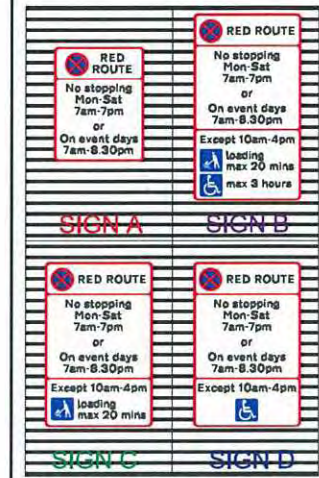 RED
ROUTE
No stopping
Mon-Sat
7am-7pm
or
On event days
7am-8.30pm
SIGN A
RED ROUTE
No stopping
Mon-Sat
7am-7pm
or
On event days
7am-8.30pm
Except 10am-4pm
loading
max 20 mins
max 3 hours
SIGN B
RED ROUTE
No stopping
Mon-Sat
7am-7pm
or
On event days
7am-8.30pm
Except 10am-4pm
loading
max 20 mins
SIGN C
RED ROUTE
No stopping
Mon-Sat
7am-7pm
or
On event days
7am-8.30pm
Except 10am-4pm
SIGN D